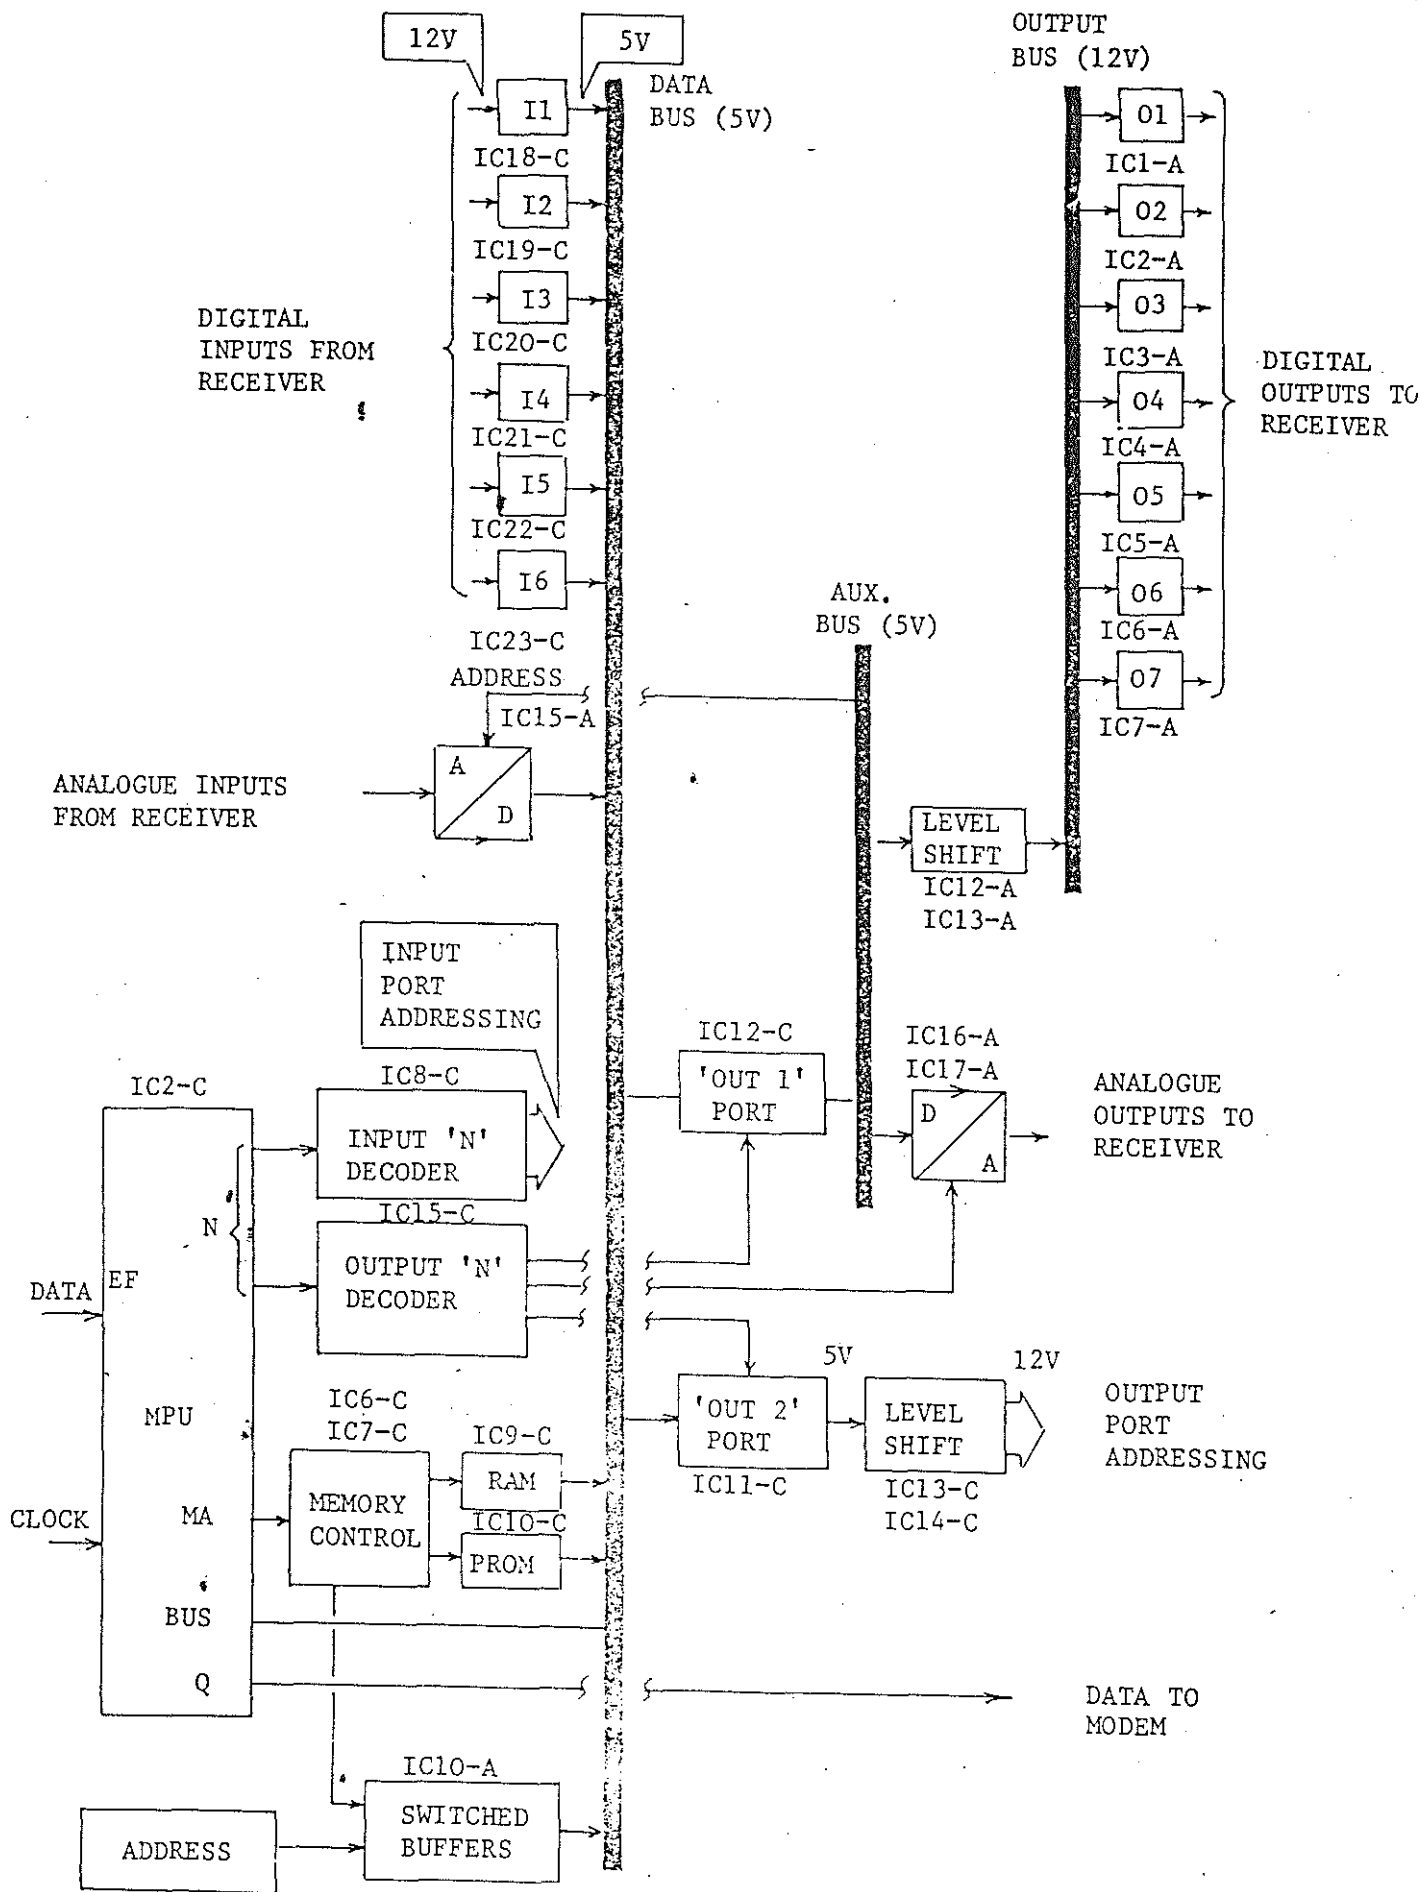 12V
5V
OUTPUT
BUS (12V)
DATA
BUS (5V)
I1
IC18-C
I2
IC19-C
I3
IC20-C
I4
IC21-C
I5
IC22-C
I6
IC23-C
DIGITAL
INPUTS FROM
RECEIVER
O1
IC1-A
O2
IC2-A
O3
IC3-A
O4
IC4-A
O5
IC5-A
O6
IC6-A
O7
IC7-A
DIGITAL
OUTPUTS TO
RECEIVER
AUX.
BUS (5V)
ADDRESS
IC15-A
A
D
ANALOGUE INPUTS
FROM RECEIVER
LEVEL
SHIFT
IC12-A
IC13-A
INPUT
PORT
ADDRESSING
IC12-C
'OUT 1'
PORT
IC16-A
IC17-A
D
A
ANALOGUE
OUTPUTS TO
RECEIVER
IC2-C
IC8-C
INPUT 'N'
DECODER
IC15-C
OUTPUT 'N'
DECODER
N
EF
DATA
MPU
CLOCK
MA
BUS
Q
IC6-C
IC7-C
MEMORY
CONTROL
IC9-C
RAM
IC10-C
PROM
'OUT 2'
PORT
IC11-C
5V
12V
LEVEL
SHIFT
IC13-C
IC14-C
OUTPUT
PORT
ADDRESSING
DATA TO
MODEM
IC10-A
SWITCHED
BUFFERS
ADDRESS